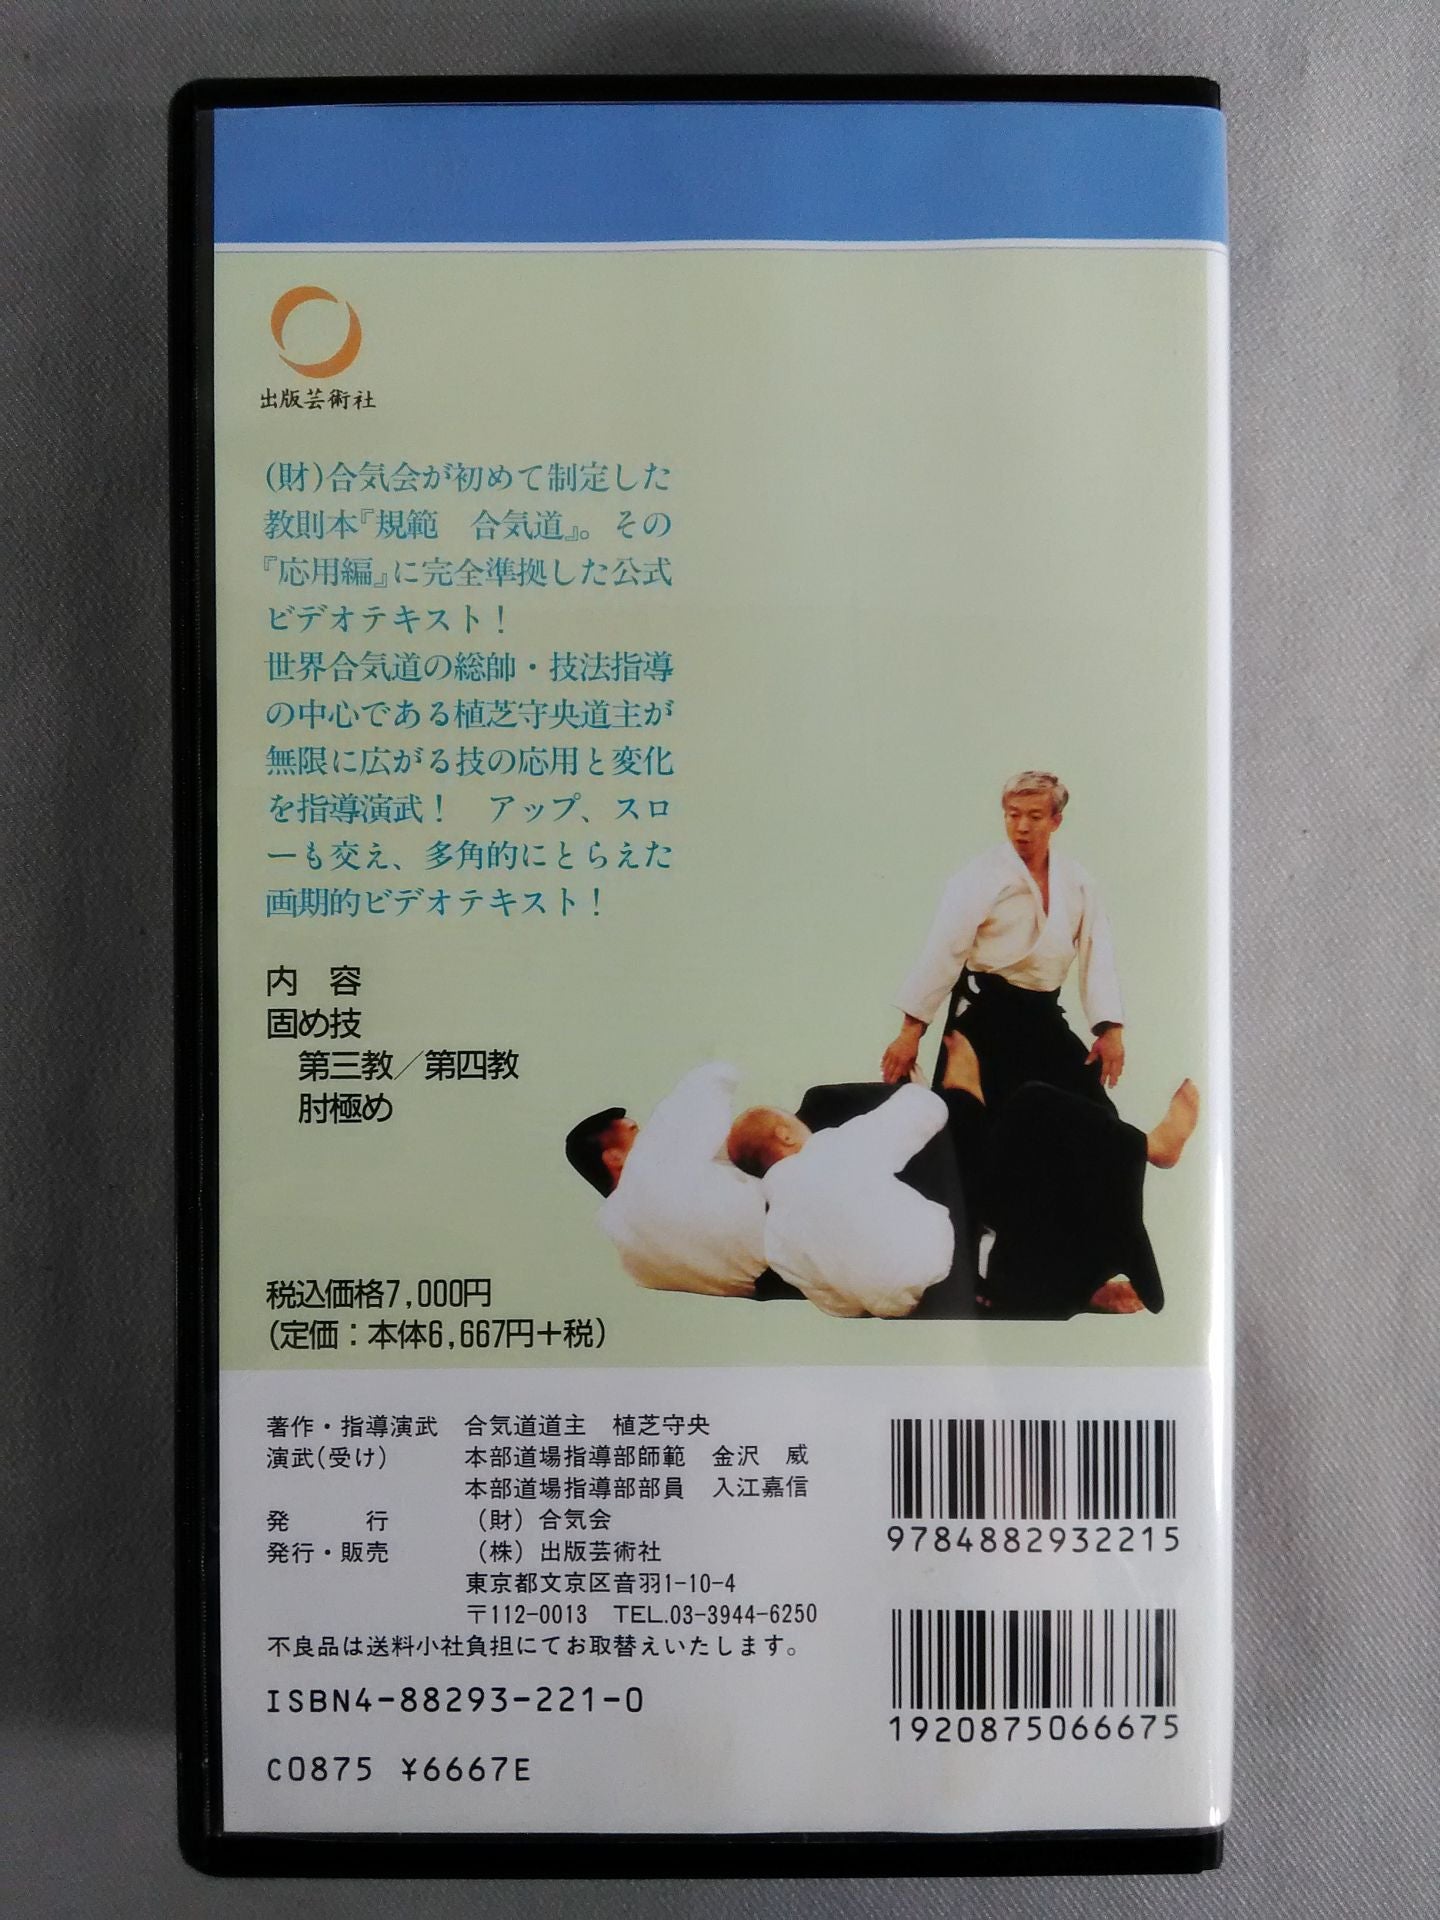 出版芸術社
(財)合気会が初めて制定した
教則本『規範　合気道』。その
『応用編』に完全準拠した公式
ビデオテキスト！
世界合気道の総帥・技法指導
の中心である植芝守央道主が
無限に広がる技の応用と変化
を指導演武！　アップ、スロ
ーも交え、多角的にとらえた
画期的ビデオテキスト！
内　容
固め技
第三教／第四教
肘極め
税込価格7,000円
(定価：本体6,667円＋税)
著作・指導演武　合気道道主　植芝守央
演武(受け)　本部道場指導部師範　金沢　威
本部道場指導部部員　入江嘉信
発　行　（財）合気会
発行・販売　（株）出版芸術社
東京都文京区音羽1-10-4
〒112-0013　TEL.03-3944-6250
不良品は送料小社負担にてお取替えいたします。
ISBN4-88293-221-0
C0875 ¥6667E
9784882932215
1920875066675